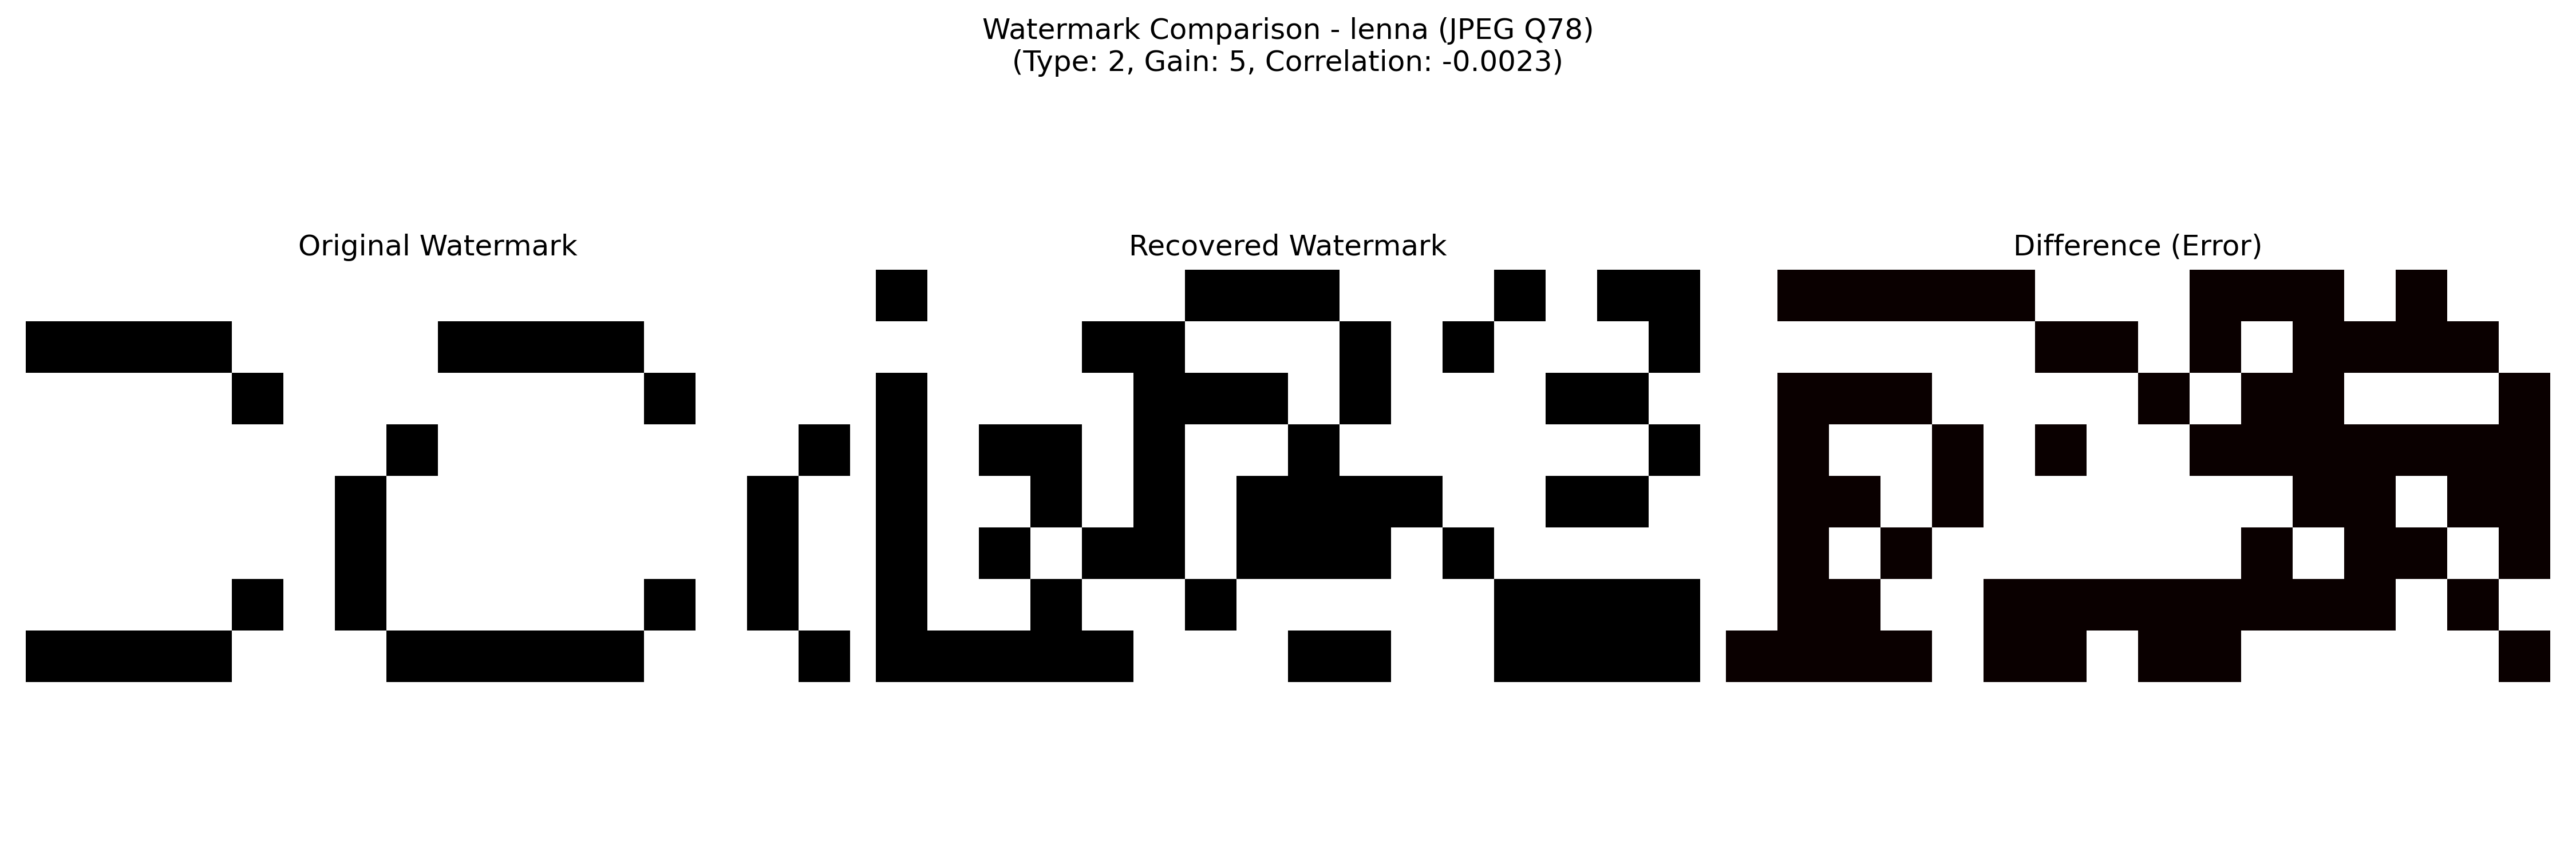 Watermark Comparison - lenna (JPEG Q78)
(Type: 2, Gain: 5, Correlation: -0.0023)
Original Watermark
Recovered Watermark
Difference (Error)